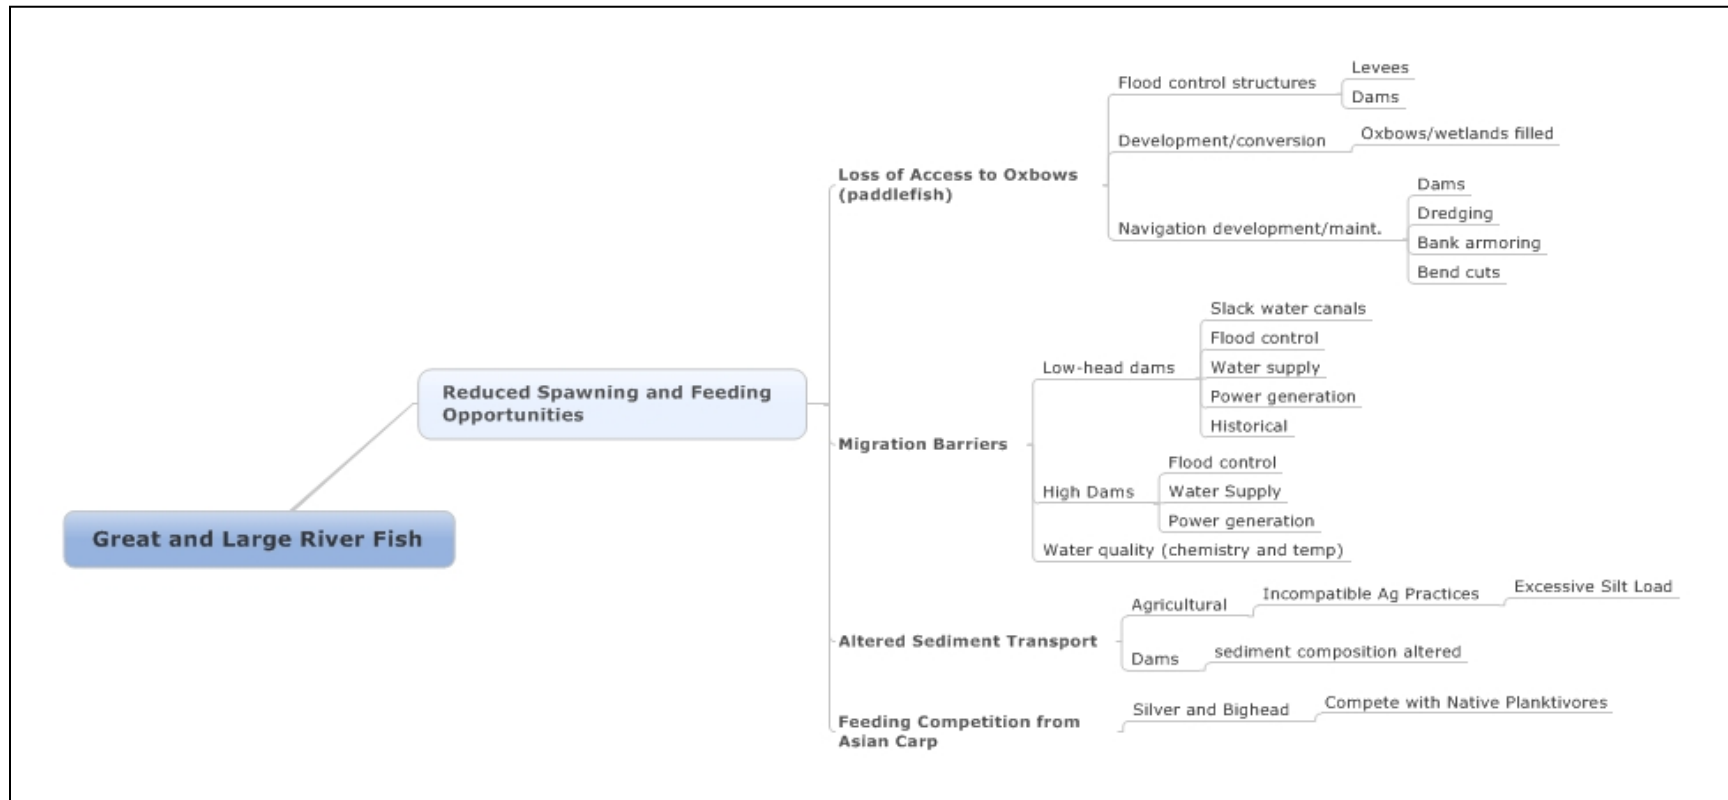 Great and Large River Fish
Reduced Spawning and Feeding
Opportunities
Loss of Access to Oxbows
(paddlefish)
Flood control structures
Levees
Dams
Development/conversion
Oxbows/wetlands filled
Navigation development/maint.
Dams
Dredging
Bank armoring
Bend cuts
Migration Barriers
Low-head dams
Slack water canals
Flood control
Water supply
Power generation
Historical
High Dams
Flood control
Water Supply
Power generation
Water quality (chemistry and temp)
Altered Sediment Transport
Agricultural
Incompatible Ag Practices
Excessive Silt Load
Dams
sediment composition altered
Feeding Competition from
Asian Carp
Silver and Bighead
Compete with Native Planktivores